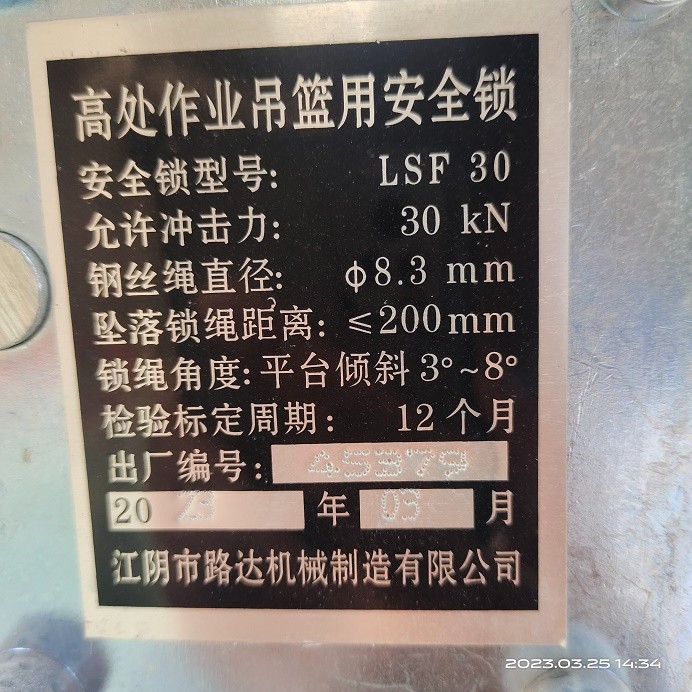 高处作业吊篮用安全锁
安全锁型号: LSF 30
允许冲击力: 30 kN
钢丝绳直径: ф8.3 mm
坠落锁绳距离: ≤200mm
锁绳角度: 平台倾斜 3°~8°
检验标定周期: 12 个月
出厂编号: 45979
2023 年 03 月
江阴市路达机械制造有限公司
2023.03.25 14:34